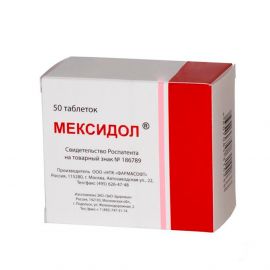 50 таблеток
МЕКСИДОЛ®
Свидетельство Роспатента
на товарный знак № 186789
Производитель: ООО «НПК «ФАРМАСОФТ»
Россия, 115280, г. Москва, Автозаводская ул., 22,
Тел/факс (495) 626-47-48